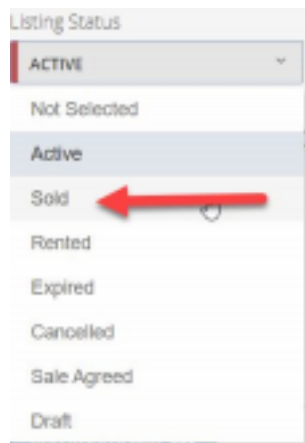 Listing Status
ACTIVE
Not Selected
Active
Sold
Rented
Expired
Cancelled
Sale Agreed
Draft